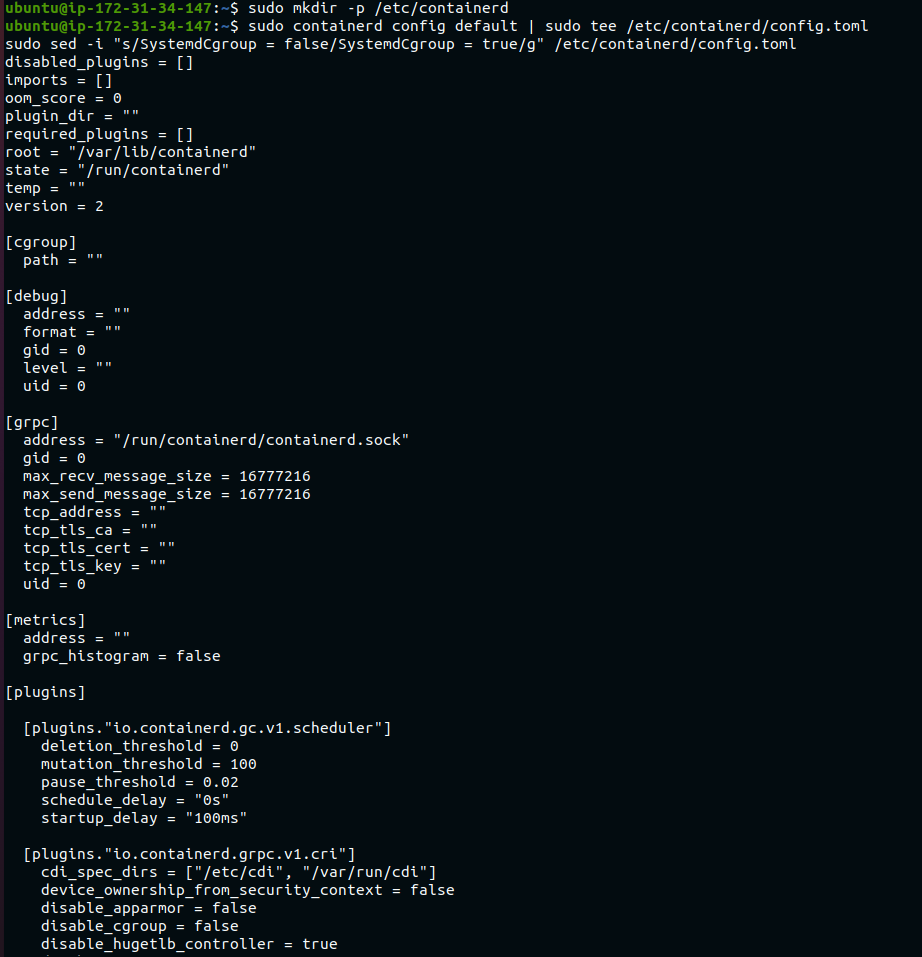 ubuntu@ip-172-31-34-147:~$ sudo mkdir -p /etc/containerd
ubuntu@ip-172-31-34-147:~$ sudo containerd config default | sudo tee /etc/containerd/config.toml
sudo sed -i "s/SystemdCgroup = false/SystemdCgroup = true/g" /etc/containerd/config.toml
disabled_plugins = []
imports = []
oom_score = 0
plugin_dir = ""
required_plugins = []
root = "/var/lib/containerd"
state = "/run/containerd"
temp = ""
version = 2

[cgroup]
  path = ""

[debug]
  address = ""
  format = ""
  gid = 0
  level = ""
  uid = 0

[grpc]
  address = "/run/containerd/containerd.sock"
  gid = 0
  max_recv_message_size = 16777216
  max_send_message_size = 16777216
  tcp_address = ""
  tcp_tls_ca = ""
  tcp_tls_cert = ""
  tcp_tls_key = ""
  uid = 0

[metrics]
  address = ""
  grpc_histogram = false

[plugins]

  [plugins."io.containerd.gc.v1.scheduler"]
    deletion_threshold = 0
    mutation_threshold = 100
    pause_threshold = 0.02
    schedule_delay = "0s"
    startup_delay = "100ms"

  [plugins."io.containerd.grpc.v1.cri"]
    cdi_spec_dirs = ["/etc/cdi", "/var/run/cdi"]
    device_ownership_from_security_context = false
    disable_apparmor = false
    disable_cgroup = false
    disable_hugetlb_controller = true